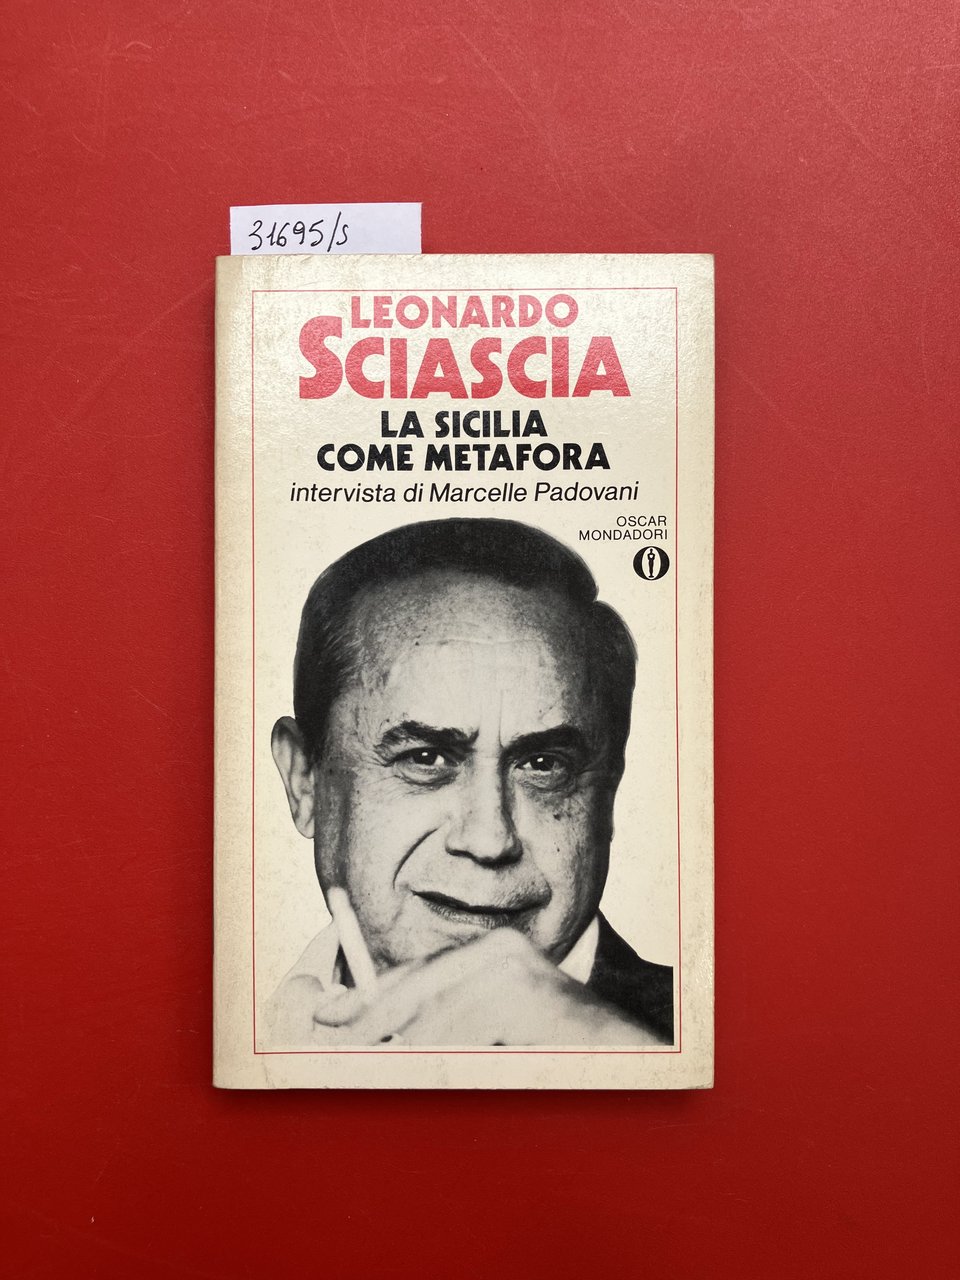 31695/s
LEONARDO
SCIASCIA
LA SICILIA
COME METAFORA
intervista di Marcelle Padovani
OSCAR
MONDADORI